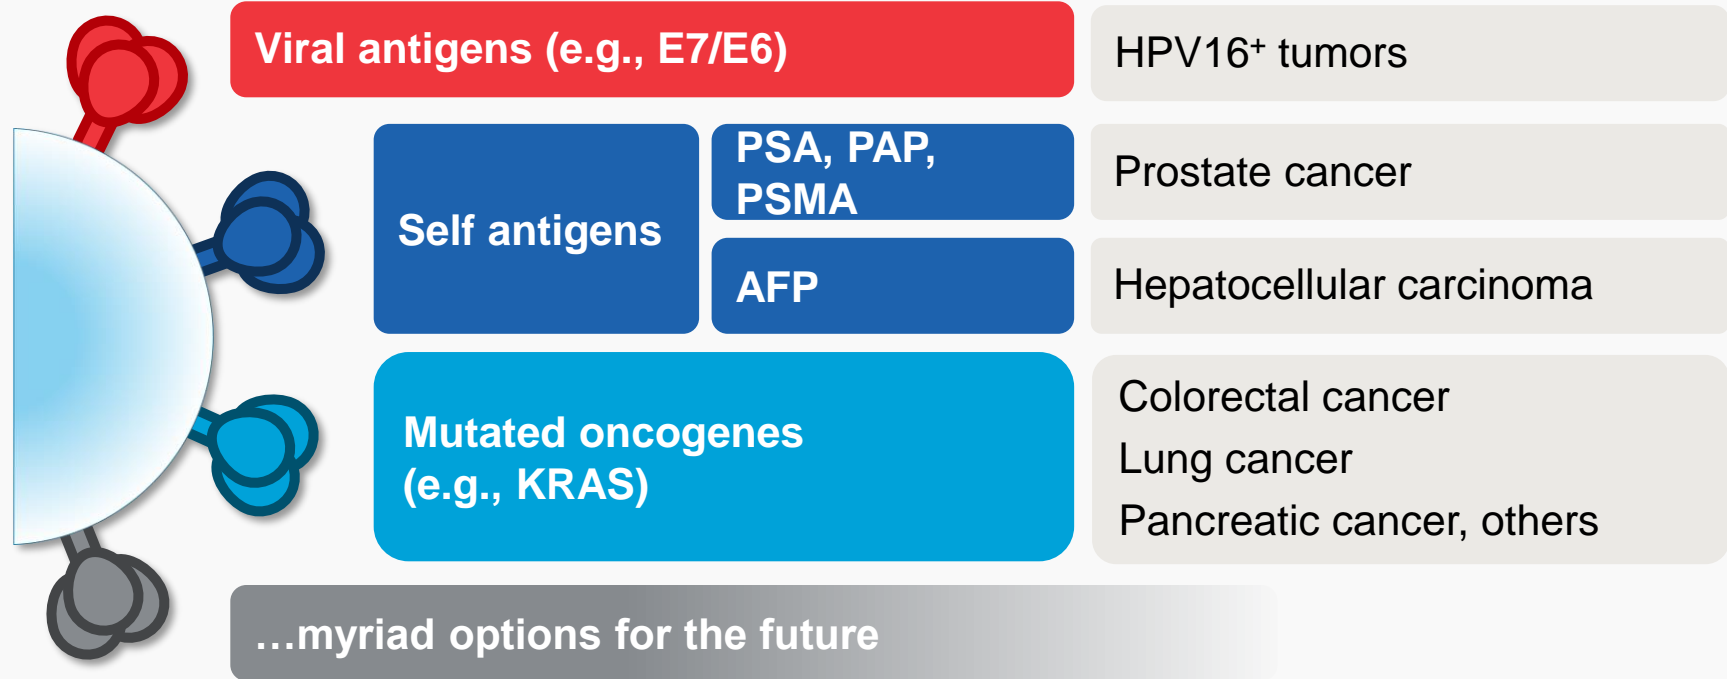 Viral antigens (e.g., E7/E6)
HPV16⁺ tumors
Self antigens
PSA, PAP,
PSMA
Prostate cancer
AFP
Hepatocellular carcinoma
Mutated oncogenes
(e.g., KRAS)
Colorectal cancer
Lung cancer
Pancreatic cancer, others
…myriad options for the future